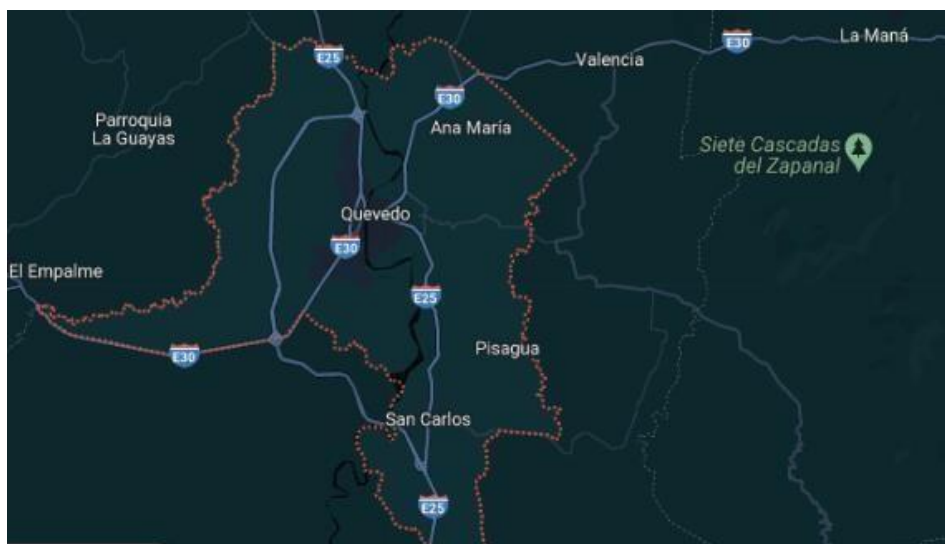 La Maná
E30
E25
Valencia
E30
Ana María
Parroquia
La Guayas
Siete Cascadas
del Zapanal
Quevedo
E30
El Empalme
E25
E30
Pisagua
San Carlos
E25